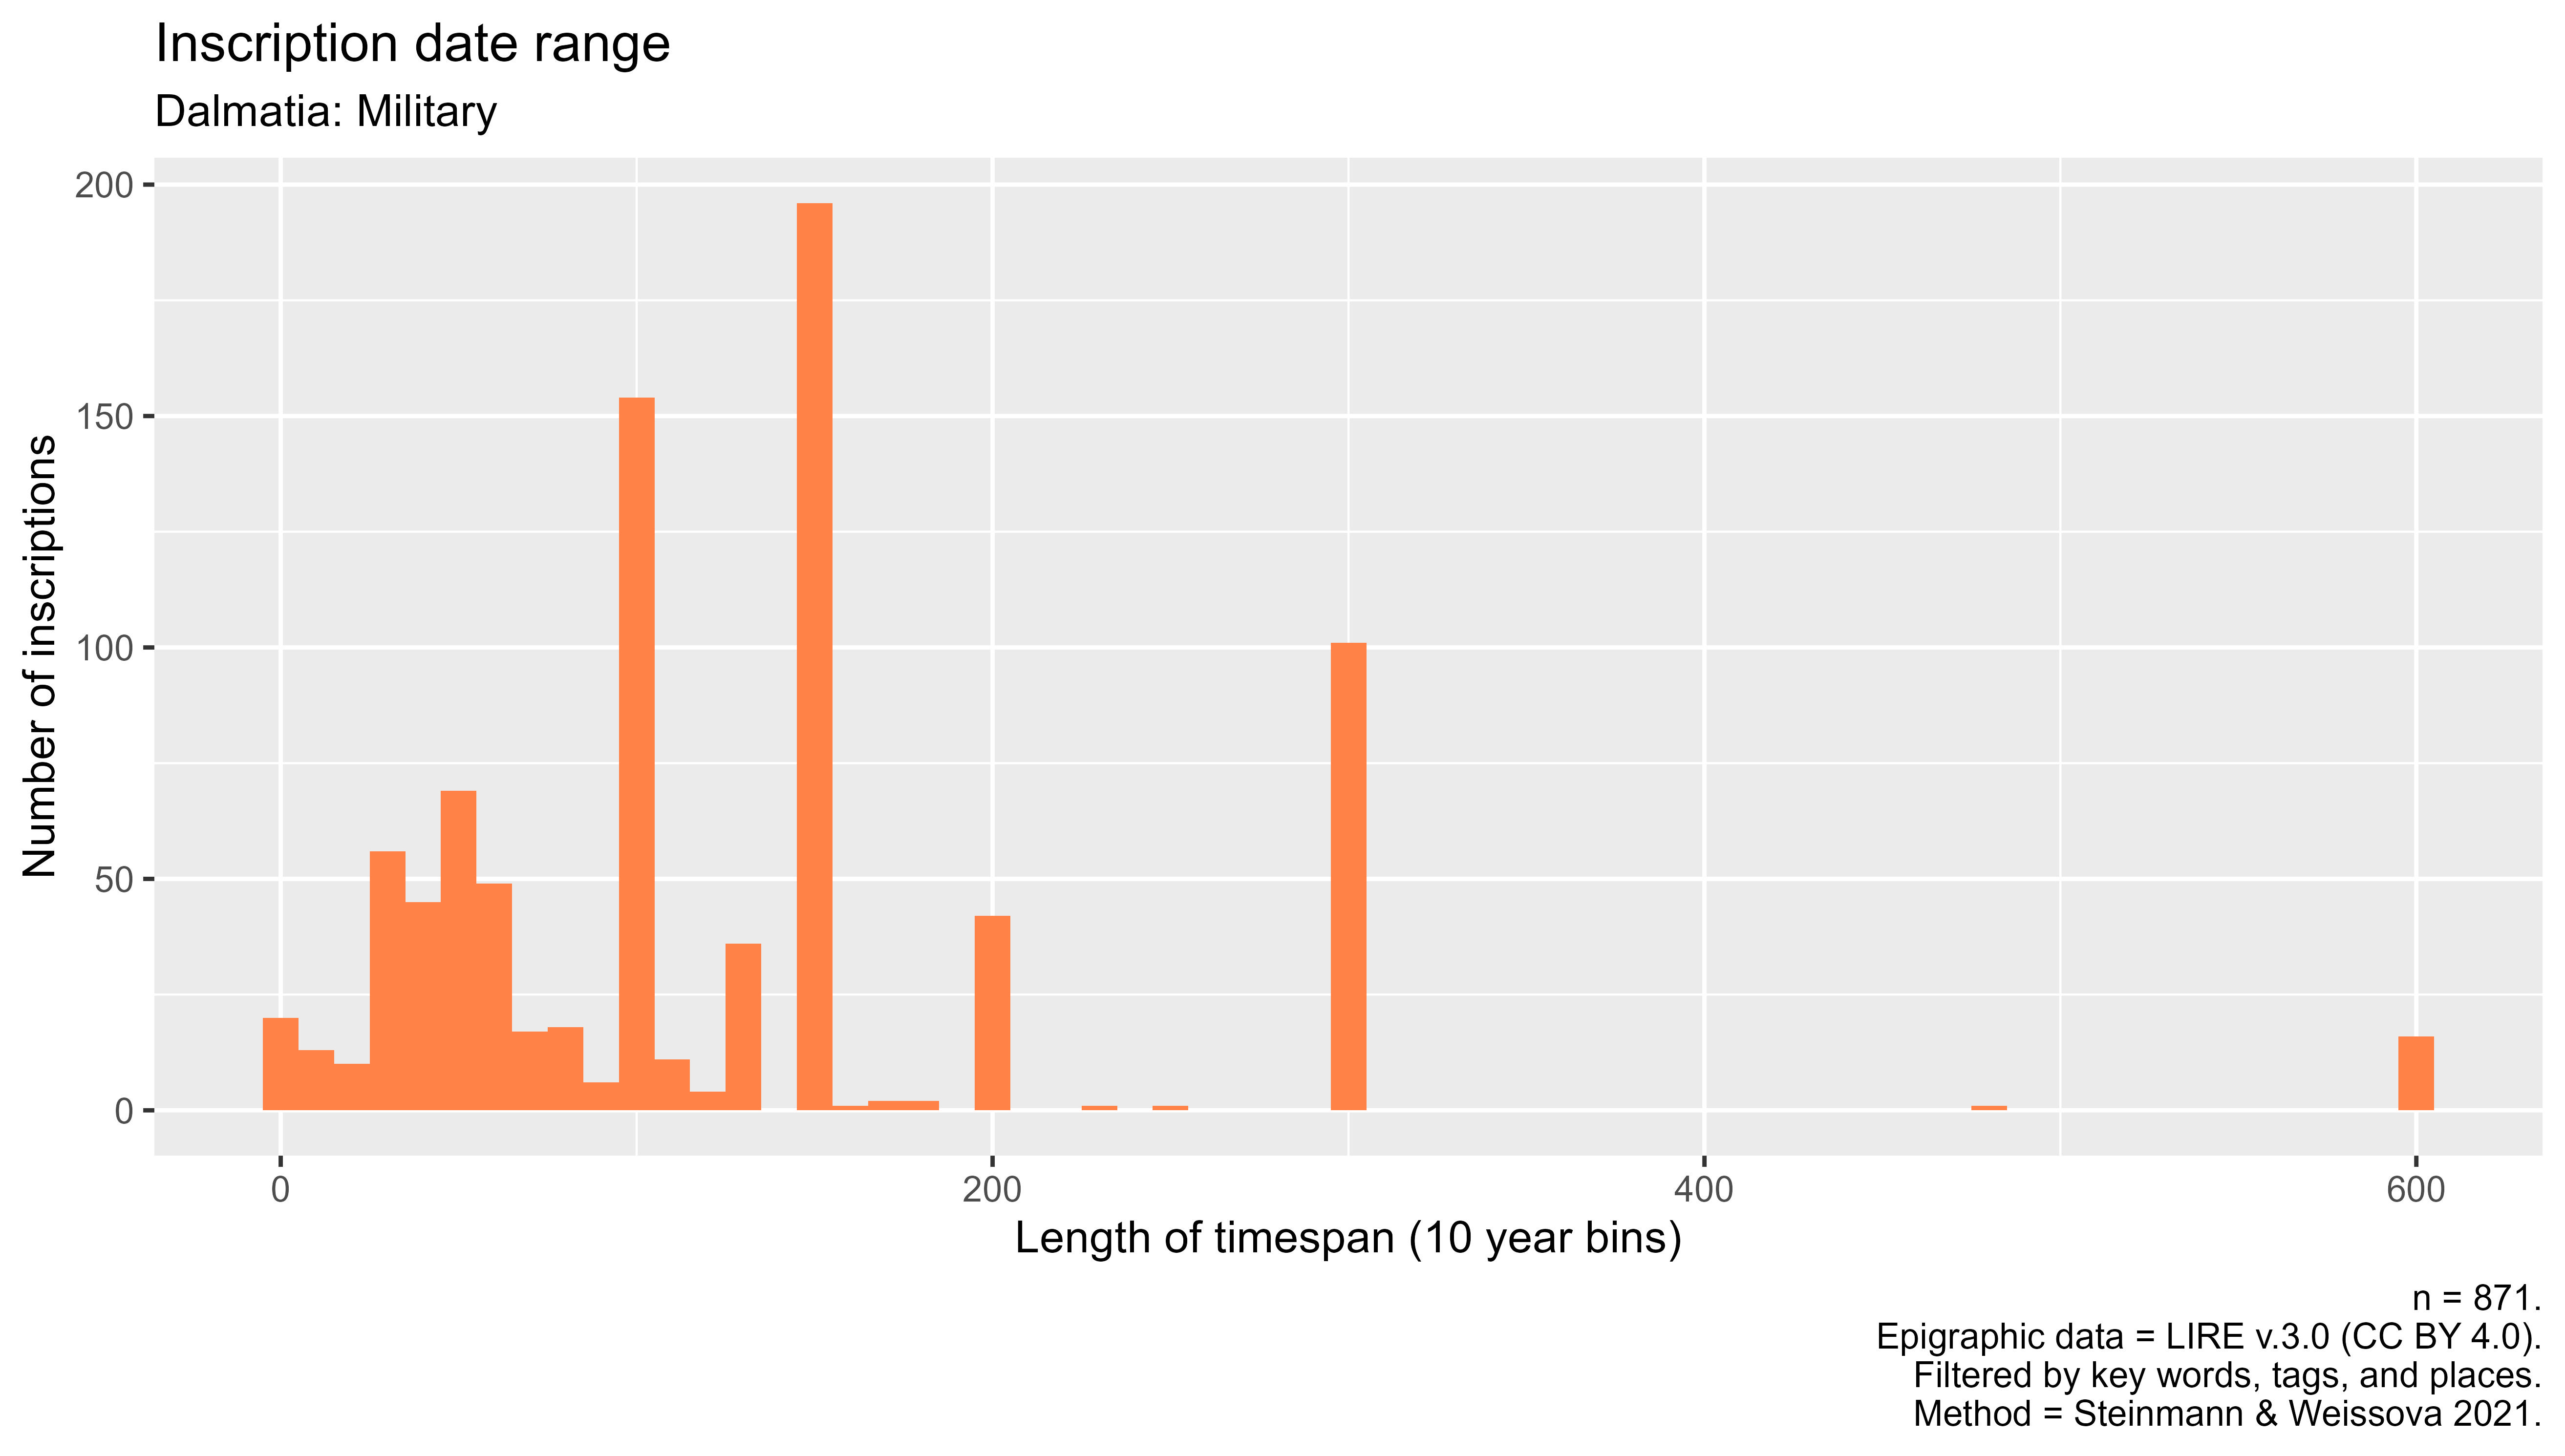 Inscription date range
Dalmatia: Military
Number of inscriptions
200
150
100
50
0
0
200
400
600
Length of timespan (10 year bins)
n = 871.
Epigraphic data = LIRE v.3.0 (CC BY 4.0).
Filtered by key words, tags, and places.
Method = Steinmann & Weissova 2021.